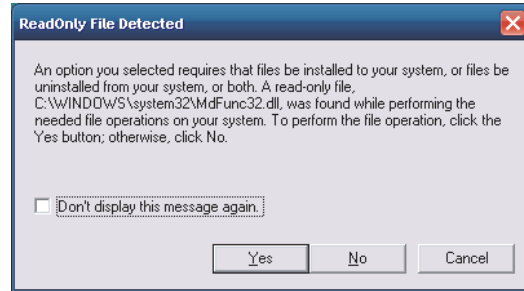 ReadOnly File Detected
An option you selected requires that files be installed to your system, or files be
uninstalled from your system, or both. A read-only file,
C:\WINDOWS\system32\MdFunc32.dll, was found while performing the
needed file operations on your system. To perform the file operation, click the
Yes button; otherwise, click No.
Don't display this message again.
Yes No Cancel